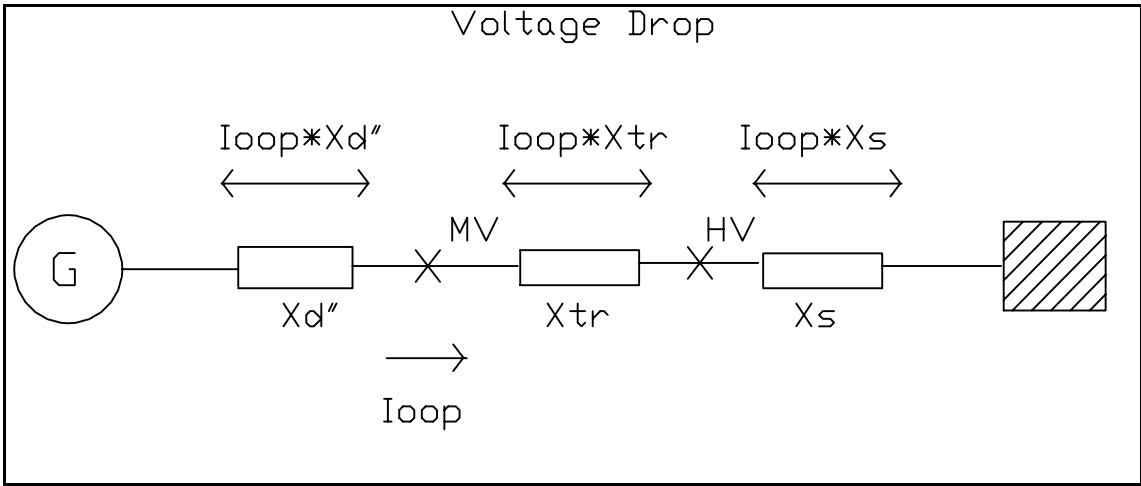 Voltage Drop
Ioop*Xd" Ioop*Xtr Ioop*Xs
MV HV
G
Xd" Xtr Xs
Ioop